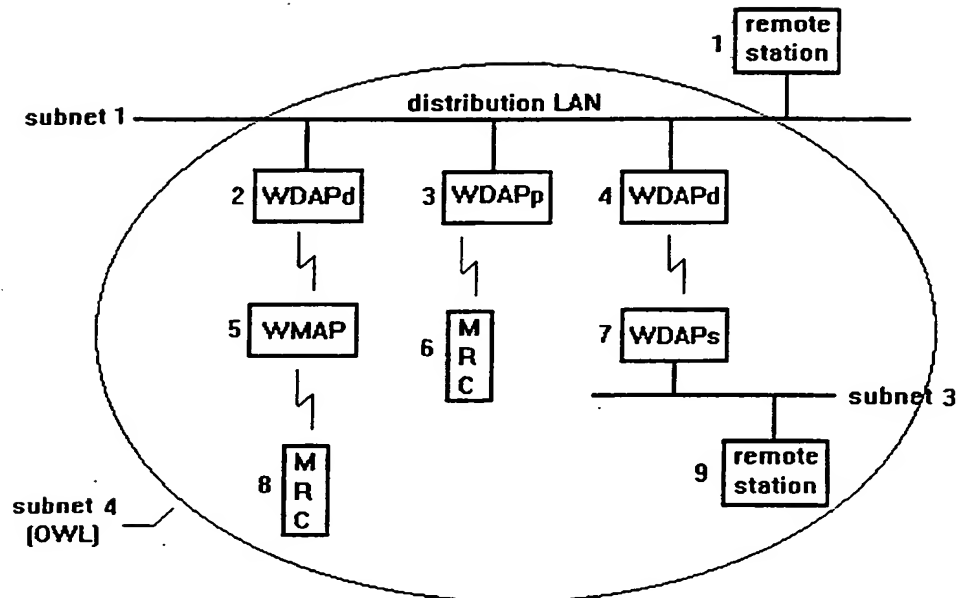 1 remote
station
distribution LAN
subnet 1
2 WDAPd
3 WDAPp
4 WDAPd
5 WMAP
6 M
R
C
7 WDAPs
subnet 3
8 M
R
C
9 remote
station
subnet 4
(OWL)